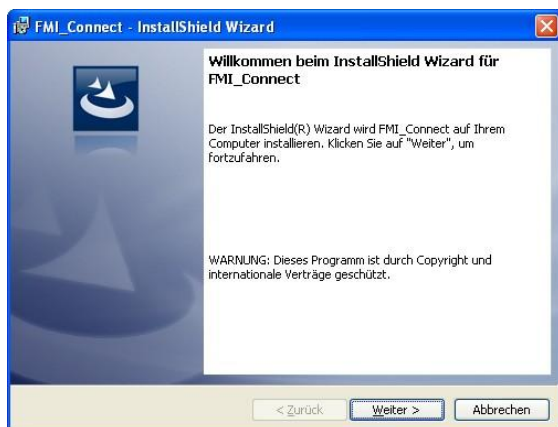 FMI_Connect - InstallShield Wizard
Willkommen beim InstallShield Wizard für
FMI_Connect
Der InstallShield(R) Wizard wird FMI_Connect auf Ihrem
Computer installieren. Klicken Sie auf "Weiter", um
fortzufahren.
WARNUNG: Dieses Programm ist durch Copyright und
internationale Verträge geschützt.
< Zurück Weiter > Abbrechen